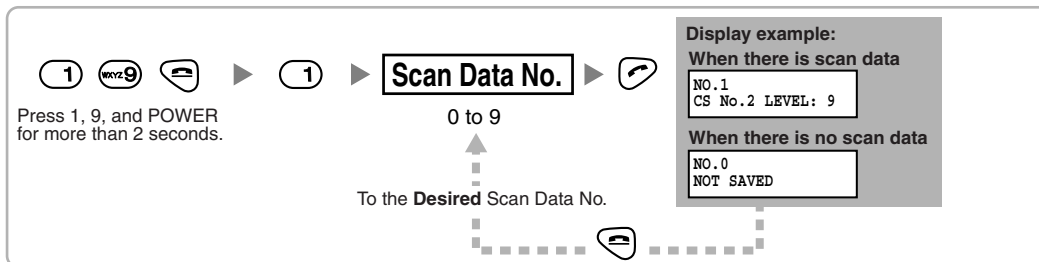 1 wxyz9
1
Scan Data No.
Press 1, 9, and POWER
for more than 2 seconds.
0 to 9
To the Desired Scan Data No.
Display example:
When there is scan data
NO.1
CS No.2 LEVEL: 9
When there is no scan data
NO.0
NOT SAVED